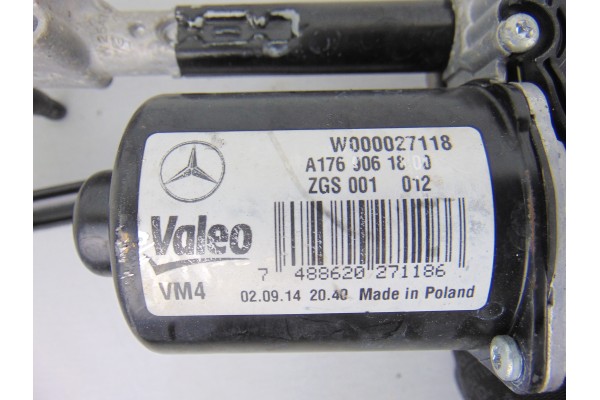 W000027118
A176 906 18 00
ZGS 001 012
Valeo
7 488620 271186
VM4 02.09.14 20.40 Made in Poland